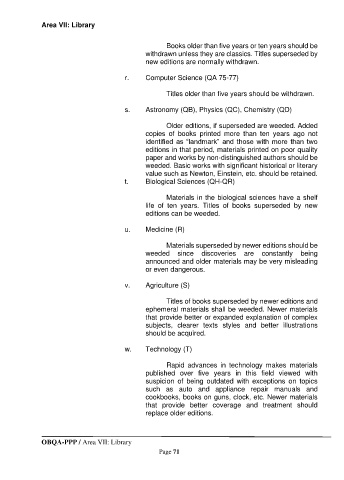 Area VII: Library
Books older than five years or ten years should be
withdrawn unless they are classics. Titles superseded by
new editions are normally withdrawn.
r. Computer Science (QA 75-77)
Titles older than five years should be withdrawn.
s. Astronomy (QB), Physics (QC), Chemistry (QD)
Older editions, if superseded are weeded. Added
copies of books printed more than ten years ago not
identified as "landmark" and those with more than two
editions in that period, materials printed on poor quality
paper and works by non-distinguished authors should be
weeded. Basic works with significant historical or literary
value such as Newton, Einstein, etc. should be retained.
t. Biological Sciences (QH-QR)
Materials in the biological sciences have a shelf
life of ten years. Titles of books superseded by new
editions can be weeded.
u. Medicine (R)
Materials superseded by newer editions should be
weeded since discoveries are constantly being
announced and older materials may be very misleading
or even dangerous.
v. Agriculture (S)
Titles of books superseded by newer editions and
ephemeral materials shall be weeded. Newer materials
that provide better or expanded explanation of complex
subjects, clearer texts styles and better illustrations
should be acquired.
w. Technology (T)
Rapid advances in technology makes materials
published over five years in this field viewed with
suspicion of being outdated with exceptions on topics
such as auto and appliance repair manuals and
cookbooks, books on guns, clock, etc. Newer materials
that provide better coverage and treatment should
replace older editions.
OBQA-PPP / Area VII: Library
Page 71